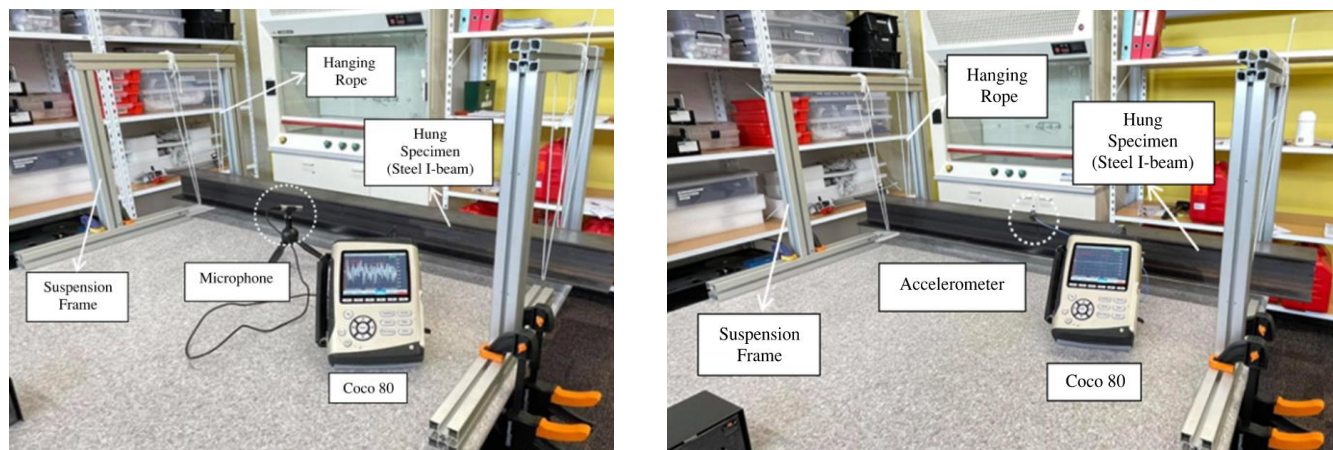 Hanging
Rope
Hung
Specimen
(Steel I-beam)
Microphone
Suspension
Frame
Coco 80
Hanging
Rope
Hung
Specimen
(Steel I-beam)
Accelerometer
Suspension
Frame
Coco 80